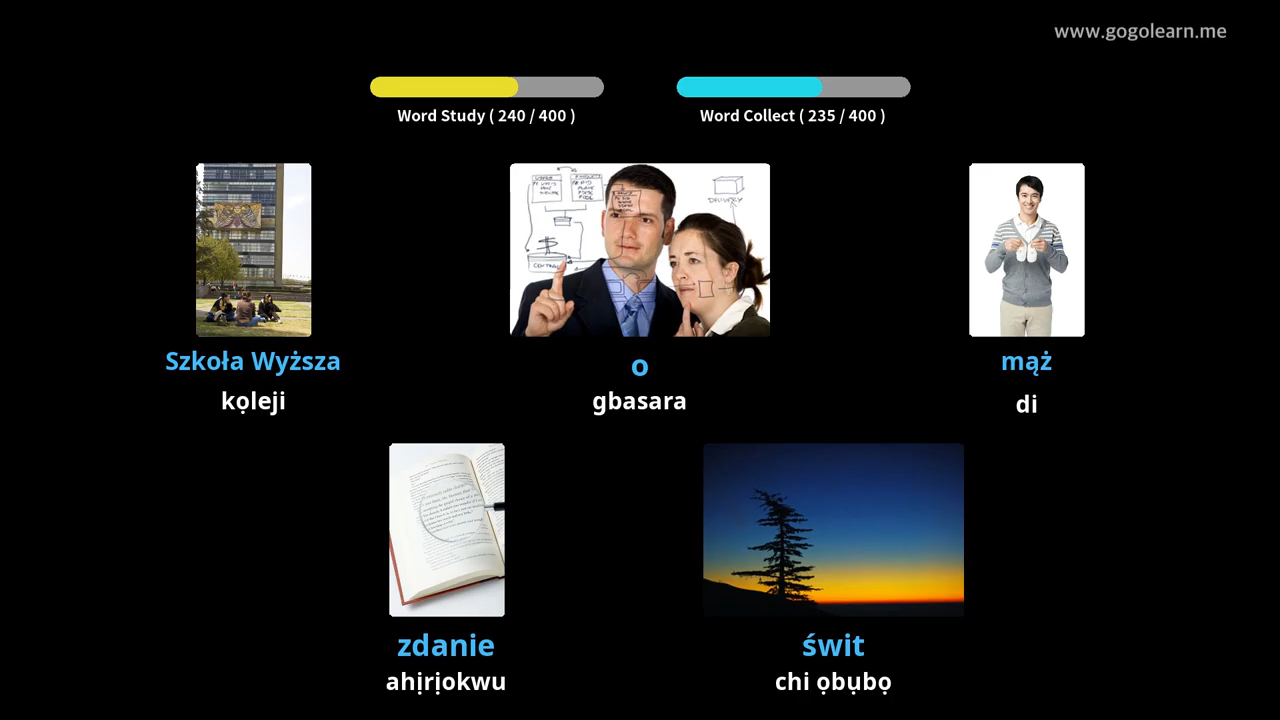 www.gogolearn.me
Word Study ( 240 / 400 )
Word Collect ( 235 / 400 )
DELIVERY
Szkoła Wyższa
kọleji
o
gbasara
mąż
di
zdanie
ahịrịokwu
świt
chi ọbụbọ